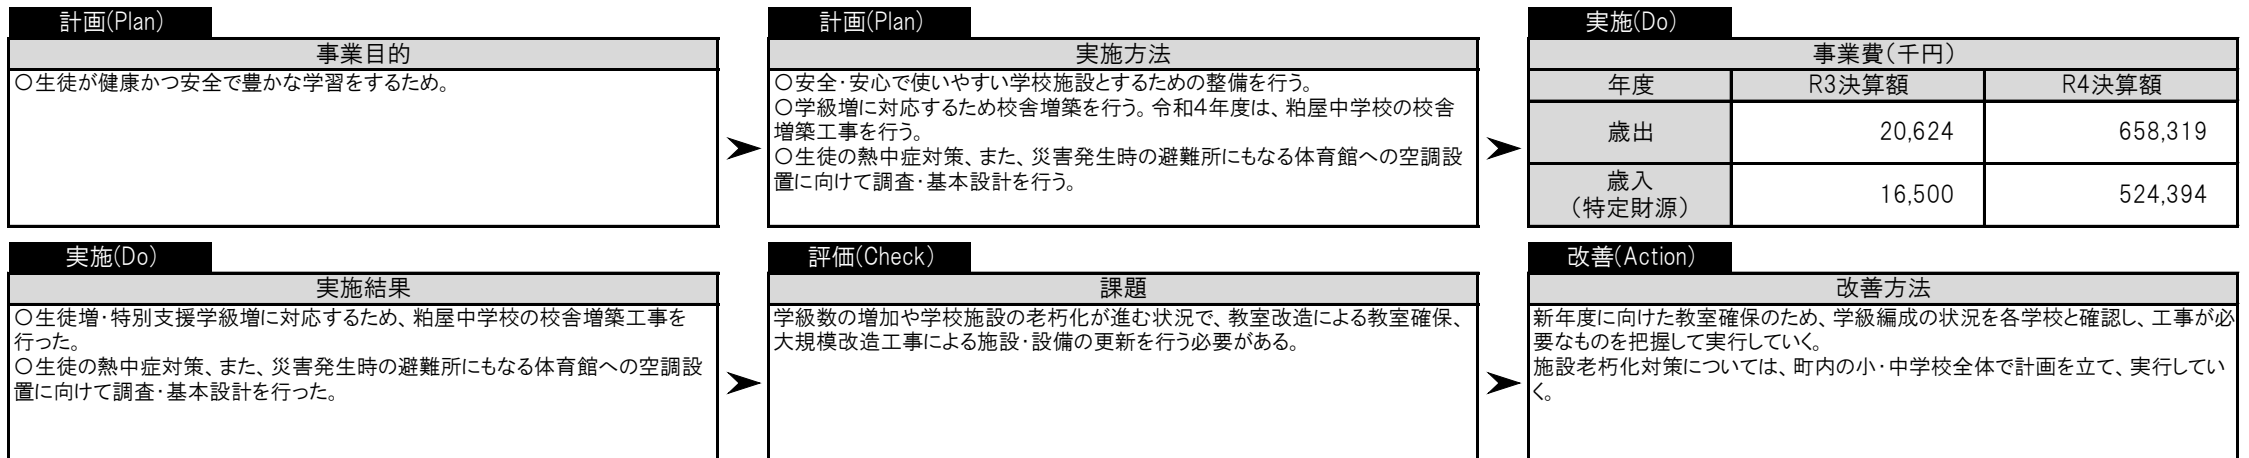 計画(Plan)
事業目的
〇生徒が健康かつ安全で豊かな学習をするため。
計画(Plan)
実施方法
〇安全・安心で使いやすい学校施設とするための整備を行う。
〇学級増に対応するため校舎増築を行う。令和４年度は、粕屋中学校の校舎
増築工事を行う。
〇生徒の熱中症対策、また、災害発生時の避難所にもなる体育館への空調設
置に向けて調査・基本設計を行う。
実施(Do)
事業費（千円）
年度 R3決算額 R4決算額
歳出 20,624 658,319
歳入
（特定財源） 16,500 524,394
実施(Do)
実施結果
〇生徒増・特別支援学級増に対応するため、粕屋中学校の校舎増築工事を
行った。
〇生徒の熱中症対策、また、災害発生時の避難所にもなる体育館への空調設
置に向けて調査・基本設計を行った。
評価(Check)
課題
学級数の増加や学校施設の老朽化が進む状況で、教室改造による教室確保、
大規模改造工事による施設・設備の更新を行う必要がある。
改善(Action)
改善方法
新年度に向けた教室確保のため、学級編成の状況を各学校と確認し、工事が必
要なものを把握して実行していく。
施設老朽化対策については、町内の小・中学校全体で計画を立て、実行してい
く。